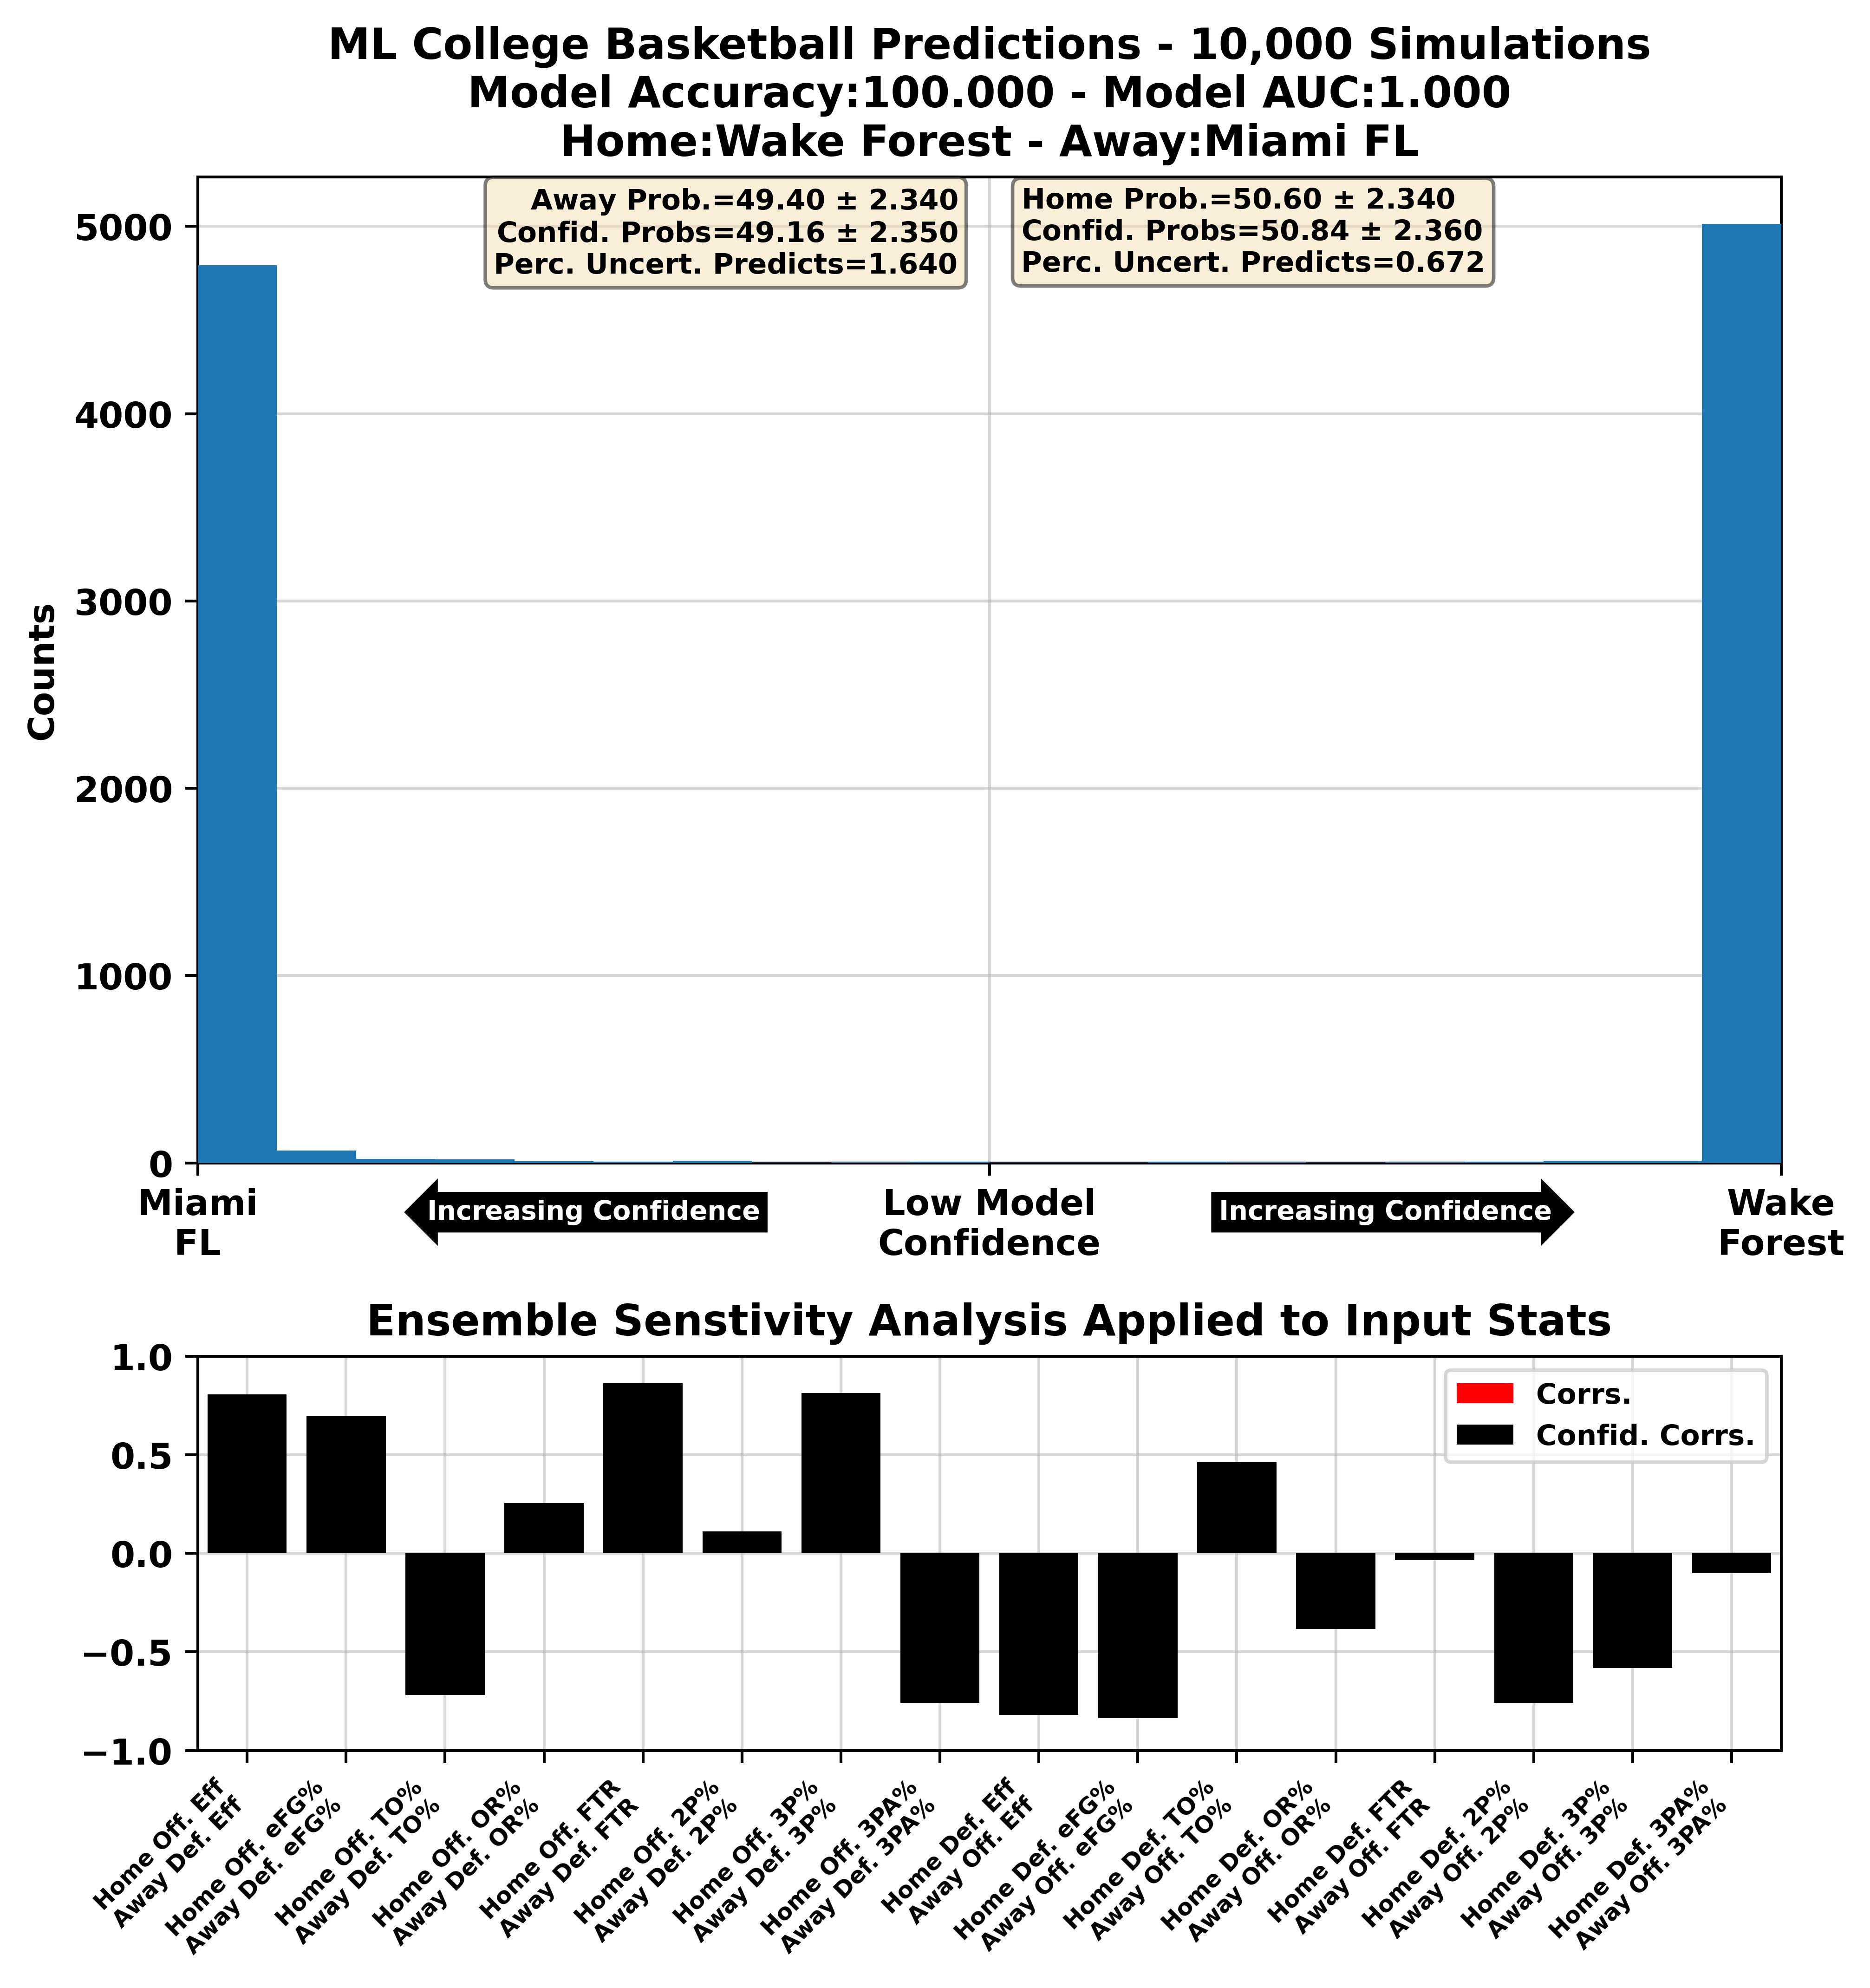 ML College Basketball Predictions - 10,000 Simulations
Model Accuracy:100.000 - Model AUC:1.000
Home:Wake Forest - Away:Miami FL
Away Prob.=49.40 ± 2.340
Confid. Probs=49.16 ± 2.350
Perc. Uncert. Predicts=1.640
Home Prob.=50.60 ± 2.340
Confid. Probs=50.84 ± 2.360
Perc. Uncert. Predicts=0.672
Counts
5000
4000
3000
2000
1000
0
Miami
FL
Increasing Confidence
Low Model
Confidence
Increasing Confidence
Wake
Forest
Ensemble Senstivity Analysis Applied to Input Stats
1.0
0.5
0.0
−0.5
−1.0
Corrs.
Confid. Corrs.
Home Off. Eff
Away Def. Eff
Home Off. eFG%
Away Def. eFG%
Home Off. TO%
Away Def. TO%
Home Off. OR%
Away Def. OR%
Home Off. FTR
Away Def. FTR
Home Off. 2P%
Away Def. 2P%
Home Off. 3P%
Away Def. 3P%
Home Off. 3PA%
Away Def. 3PA%
Home Def. Eff
Away Off. Eff
Home Def. eFG%
Away Off. eFG%
Home Def. TO%
Away Off. TO%
Home Def. OR%
Away Off. OR%
Home Def. FTR
Away Off. FTR
Home Def. 2P%
Away Off. 2P%
Home Def. 3P%
Away Off. 3P%
Home Def. 3PA%
Away Off. 3PA%